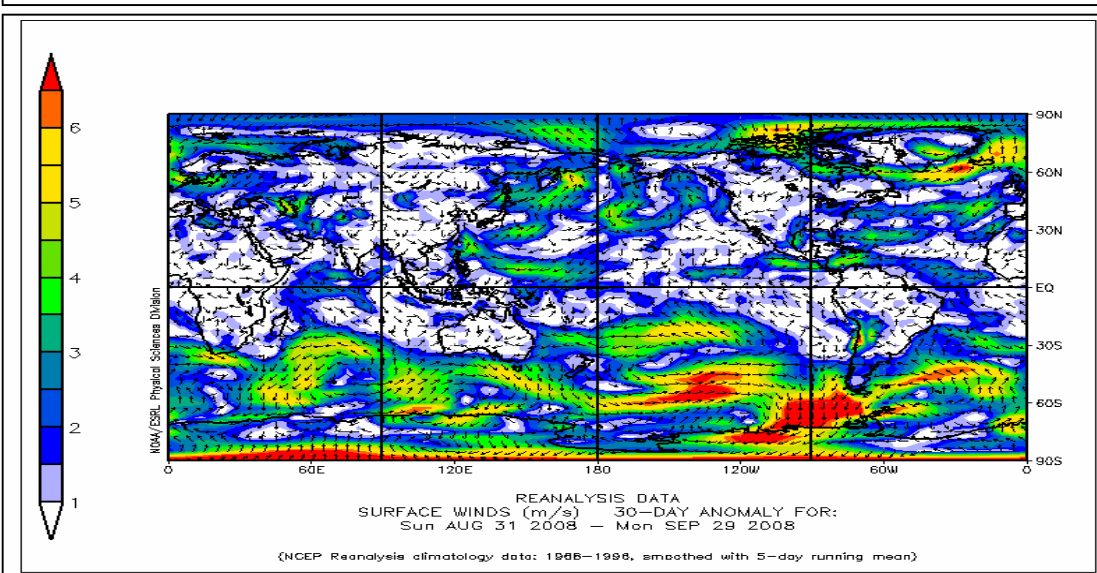 6
5
4
3
2
1
NOAA/ESRL Physical Sciences Division
90N
60N
30N
EQ
30S
60S
90S
0 60E 120E 180 120W 60W 0
REANALYSIS DATA
SURFACE WINDS (m/s) 30-DAY ANOMALY FOR:
Sun AUG 31 2008 — Mon SEP 29 2008
{NCEP Reanalysis climatology data: 1968-1996, smoothed with 5-day running mean}